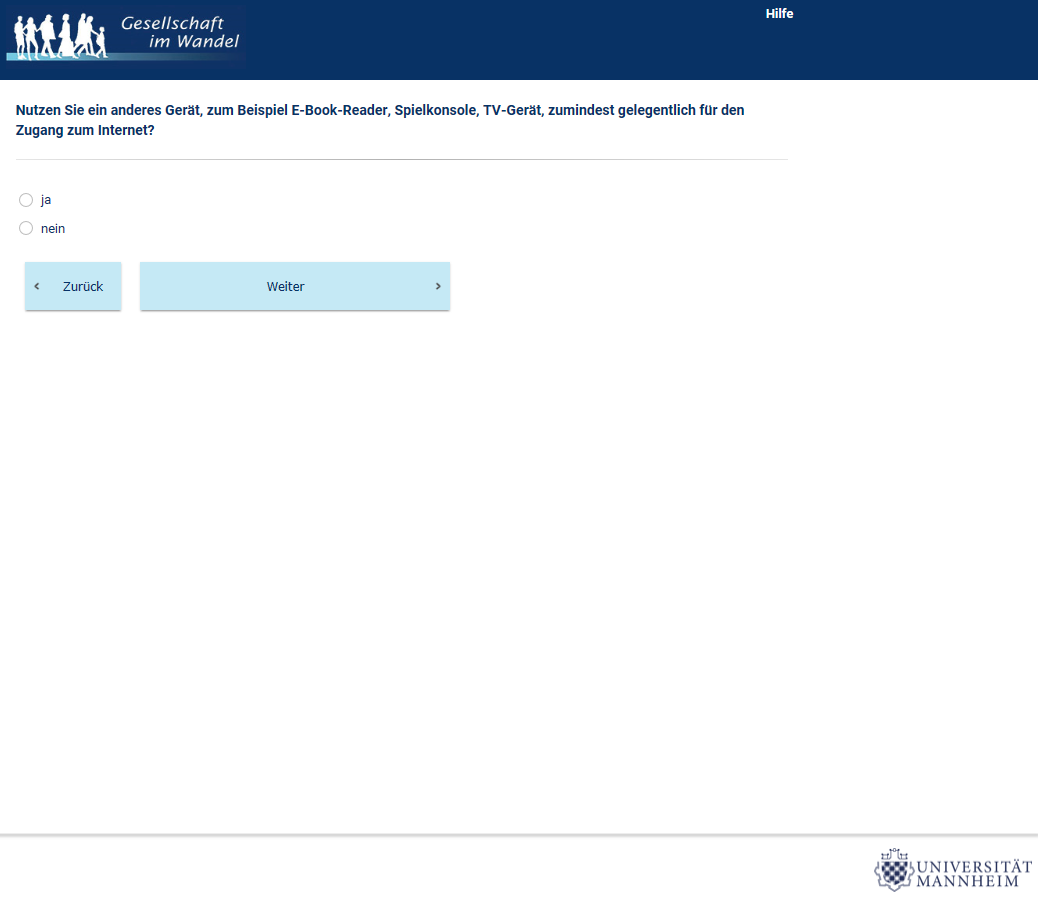 Gesellschaft
im Wandel
Hilfe
Nutzen Sie ein anderes Gerät, zum Beispiel E-Book-Reader, Spielkonsole, TV-Gerät, zumindest gelegentlich für den
Zugang zum Internet?
ja
nein
‹ Zurück
Weiter ›
UNIVERSITÄT
MANNHEIM